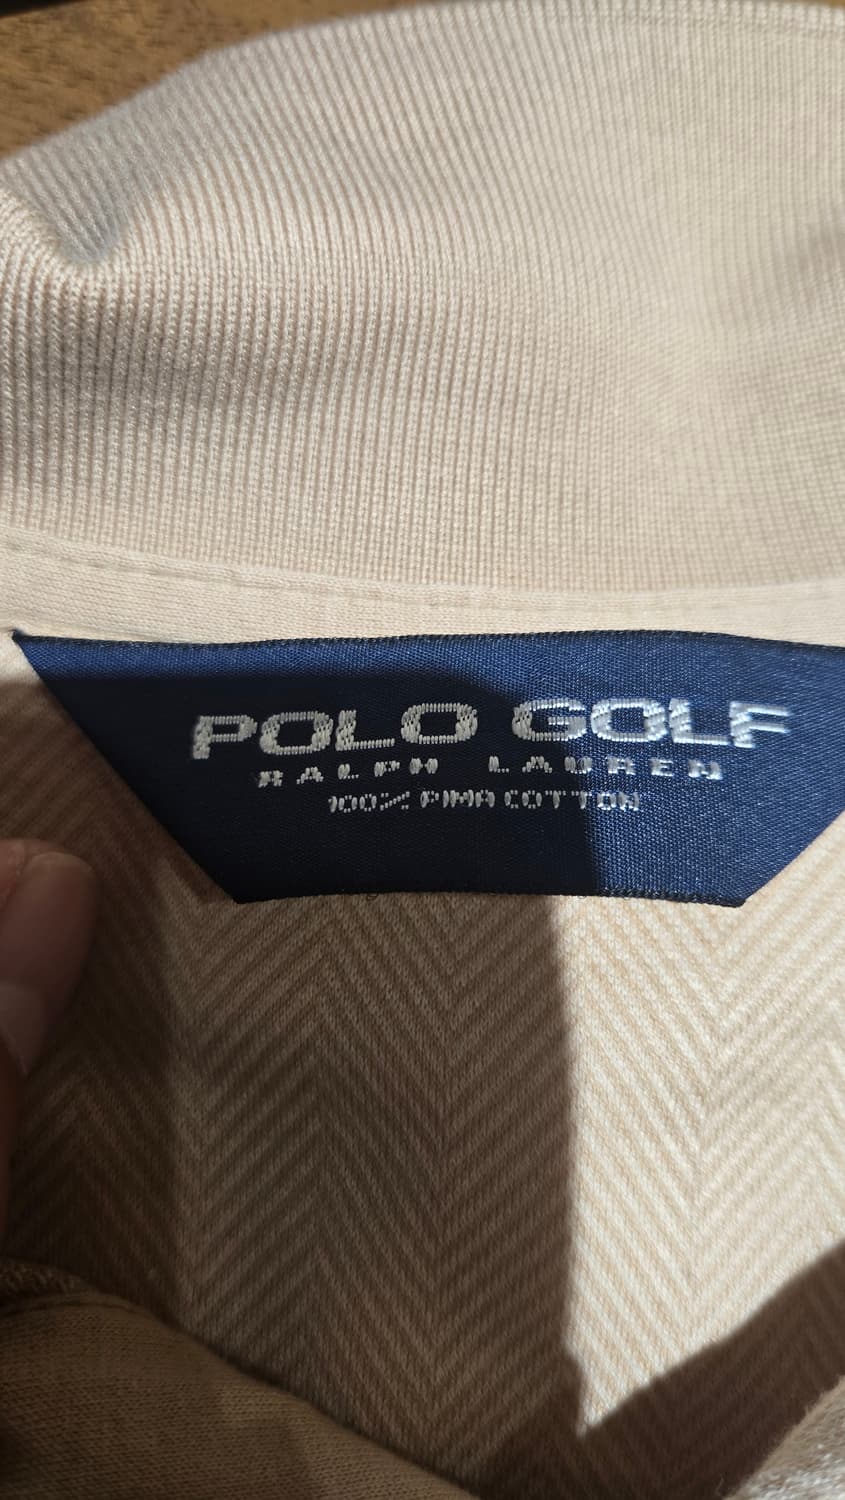 POLO GOLF
RALPH LAUREN
100% PIMA COTTON